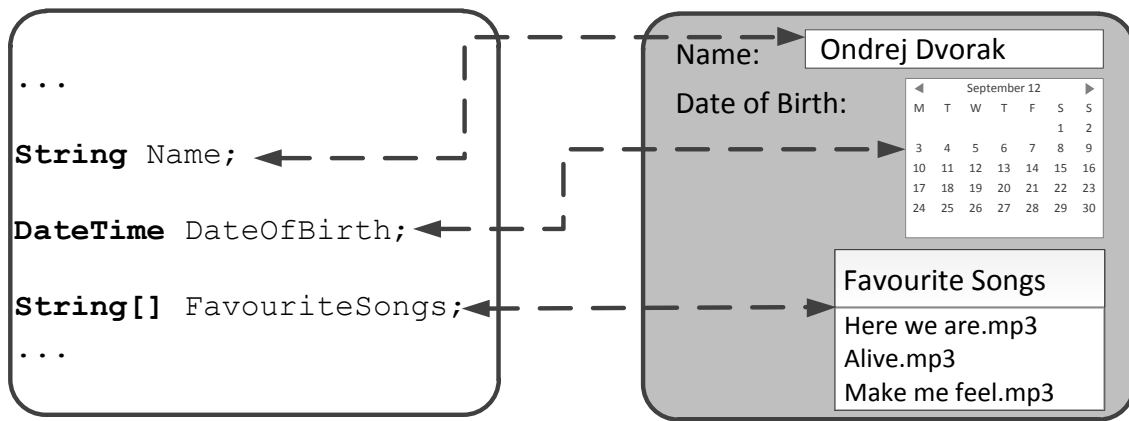 ...
String Name;
DateTime DateOfBirth;
String[] FavouriteSongs;
...
Name: Ondrej Dvorak
Date of Birth:
September 12
M T W T F S S
1 2
3 4 5 6 7 8 9
10 11 12 13 14 15 16
17 18 19 20 21 22 23
24 25 26 27 28 29 30
Favourite Songs
Here we are.mp3
Alive.mp3
Make me feel.mp3